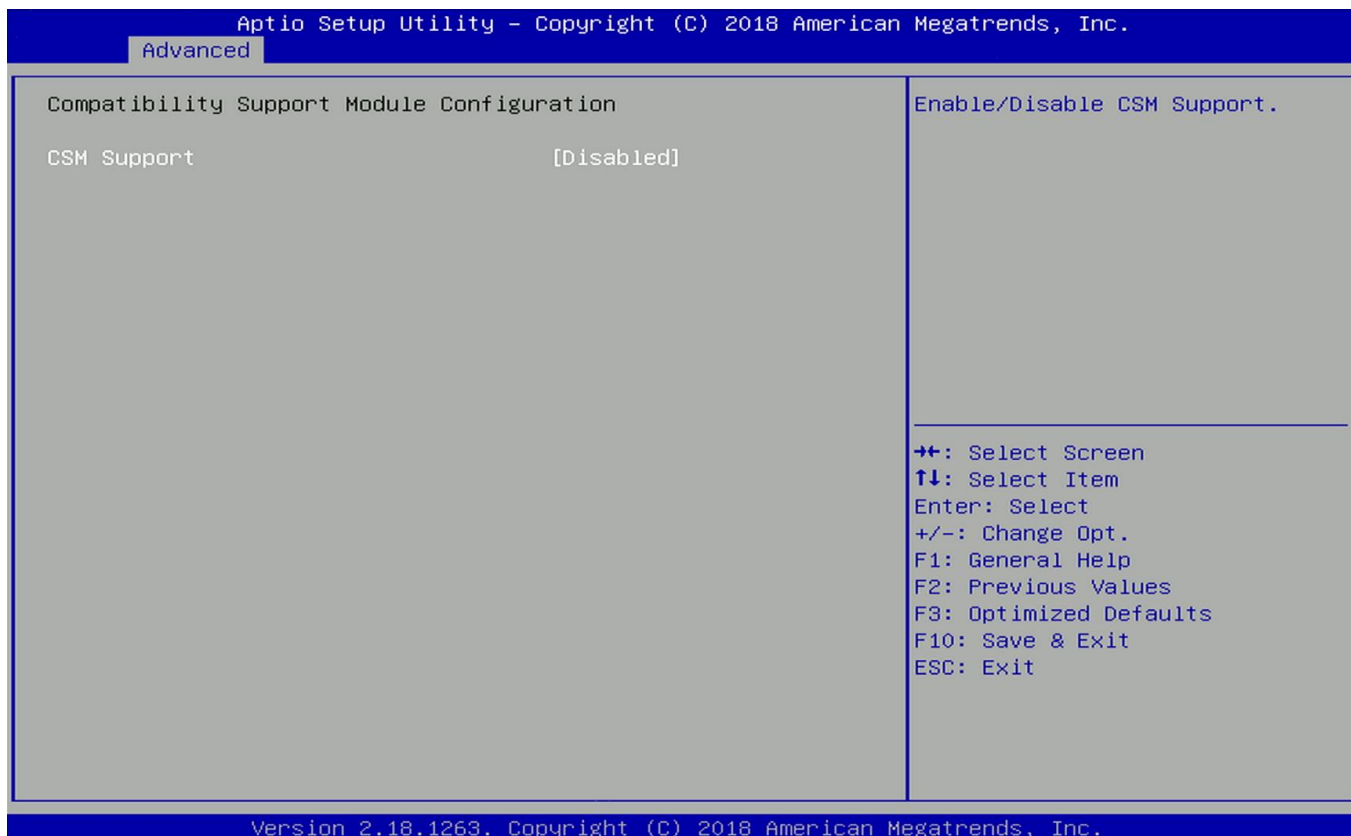 Aptio Setup Utility – Copyright (C) 2018 American Megatrends, Inc.
Advanced
Compatibility Support Module Configuration
CSM Support [Disabled]
Enable/Disable CSM Support.
→←: Select Screen
↑↓: Select Item
Enter: Select
+/-: Change Opt.
F1: General Help
F2: Previous Values
F3: Optimized Defaults
F10: Save & Exit
ESC: Exit
Version 2.18.1263. Copyright (C) 2018 American Megatrends, Inc.